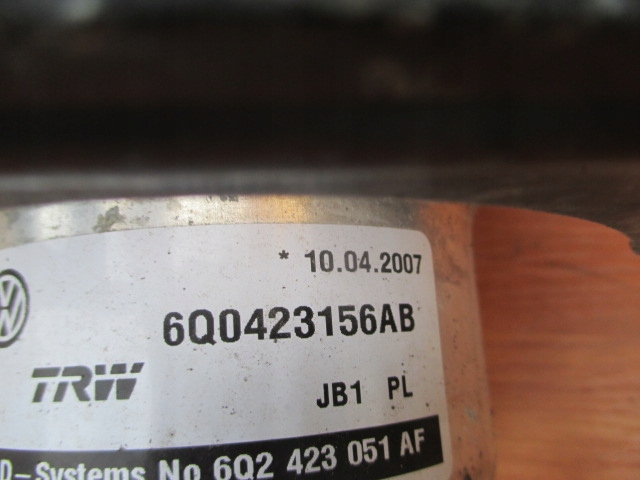 * 10.04.2007
6Q0423156AB
TRW
JB1 PL
D-Systems No 6Q2 423 051 AF